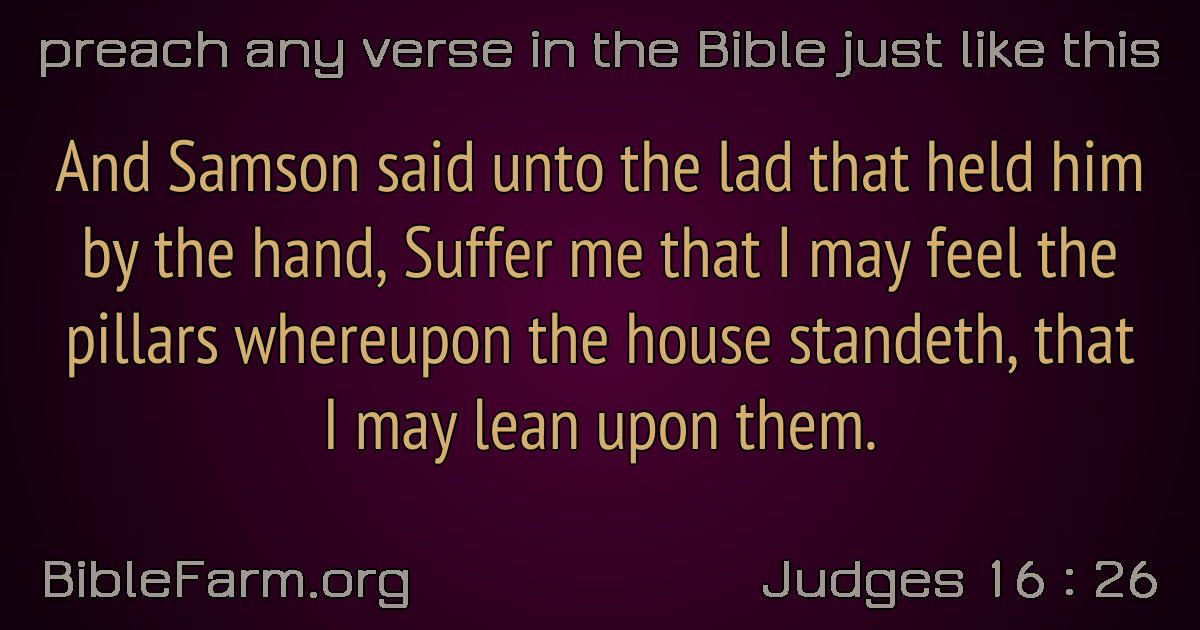 preach any verse in the Bible just like this
And Samson said unto the lad that held him
by the hand, Suffer me that I may feel the
pillars whereupon the house standeth, that
I may lean upon them.
BibleFarm.org
Judges 16 : 26